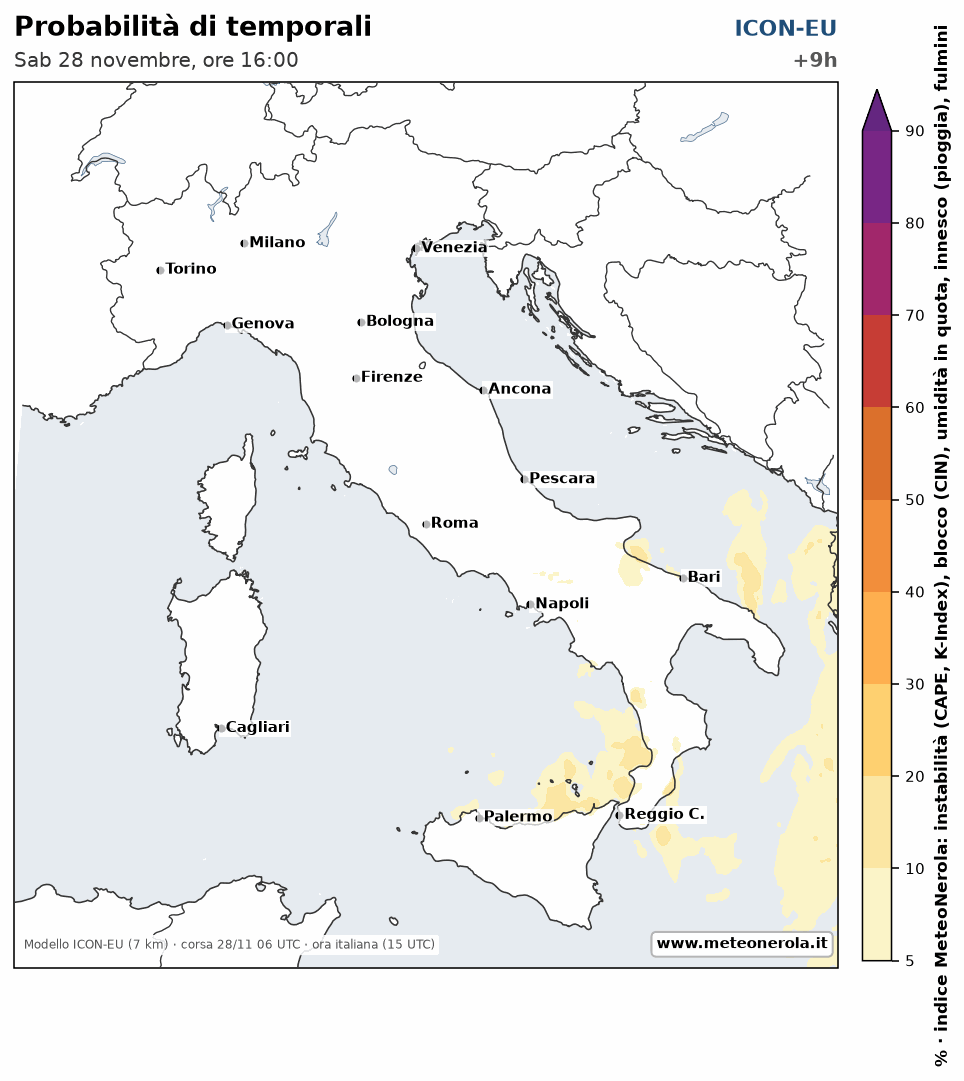 Probabilità di temporali
ICON-EU
Sab 28 novembre, ore 16:00
+9h
Milano
Venezia
Torino
Genova
Bologna
Firenze
Ancona
Pescara
Roma
Bari
Napoli
Cagliari
Palermo
Reggio C.
Modello ICON-EU (7 km) · corsa 28/11 06 UTC · ora italiana (15 UTC)
www.meteonerola.it
90
80
70
60
50
40
30
20
10
5
% · indice MeteoNerola: instabilità (CAPE, K-Index), blocco (CIN), umidità in quota, innesco (pioggia), fulmini